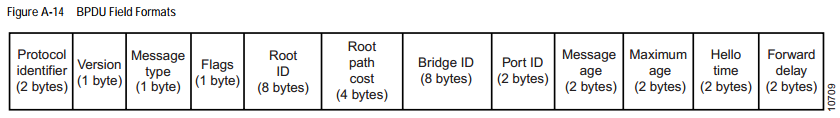 Figure A-14 BPDU Field Formats
Protocol
identifier
(2 bytes)
Version
(1 byte)
Message
type
(1 byte)
Flags
(1 byte)
Root
ID
(8 bytes)
Root
path
cost
(4 bytes)
Bridge ID
(8 bytes)
Port ID
(2 bytes)
Message
age
(2 bytes)
Maximum
age
(2 bytes)
Hello
time
(2 bytes)
Forward
delay
(2 bytes)
10709